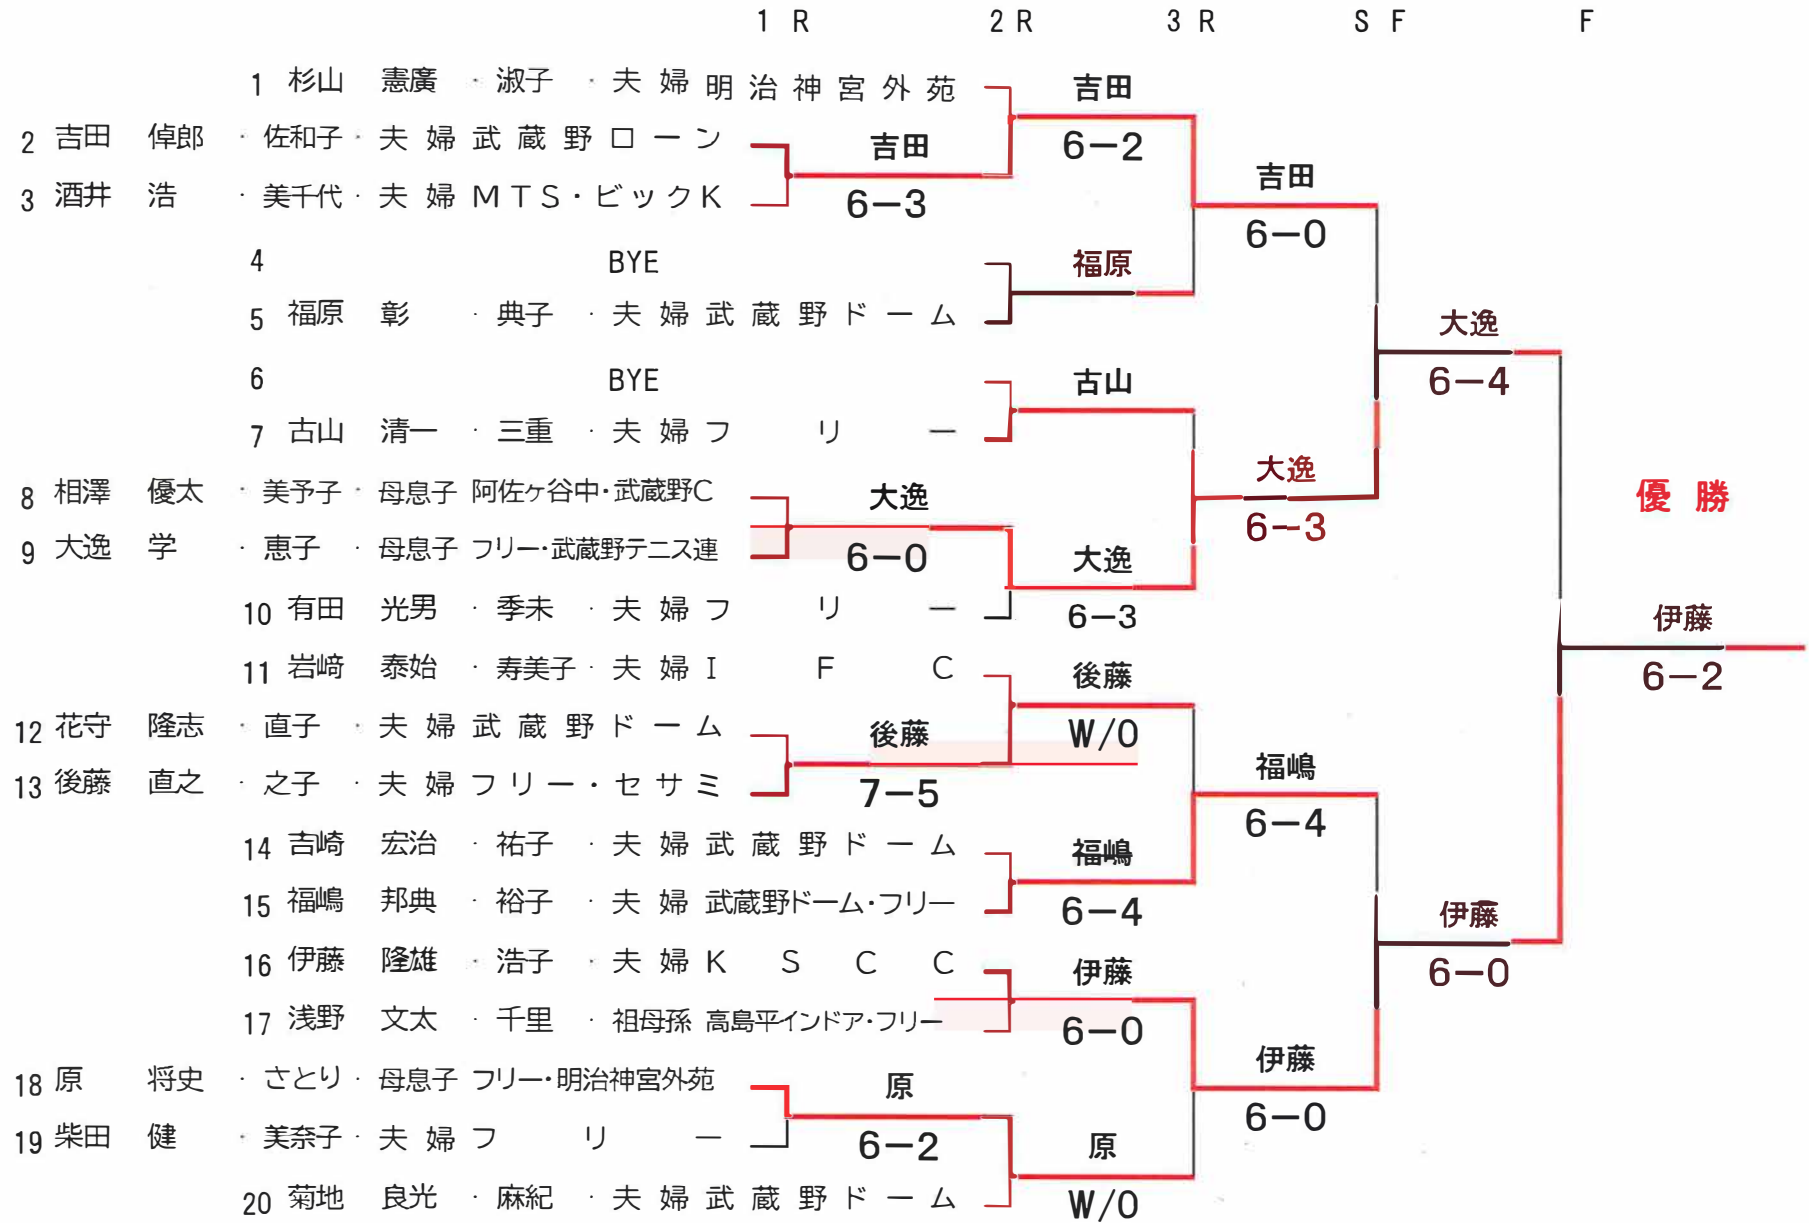 1 R 2 R 3 R S F F
1 杉山 憲廣 ・ 淑子 ・ 夫婦 明治神宮外苑
吉田
2 吉田 倬郎 ・ 佐和子 ・ 夫婦 武蔵野ローン
吉田
6-2
3 酒井 浩 ・ 美千代 ・ 夫婦 MTS・ビックK
6-3
吉田
6-0
4 BYE
福原
5 福原 彰 ・ 典子 ・ 夫婦 武蔵野ドーム
大逸
6-4
6 BYE
古山
7 古山 清一 ・ 三重 ・ 夫婦 フリー
大逸
6-3
8 相澤 優太 ・ 美予子 ・ 母息子 阿佐ヶ谷中・武蔵野C
大逸
優勝
9 大逸 学 ・ 恵子 ・ 母息子 フリー・武蔵野テニス連
6-0
大逸
10 有田 光男 ・ 季未 ・ 夫婦 フリー
6-3
伊藤
6-2
11 岩﨑 泰始 ・ 寿美子 ・ 夫婦 IFC
後藤
12 花守 隆志 ・ 直子 ・ 夫婦 武蔵野ドーム
後藤
W/O
13 後藤 直之 ・ 之子 ・ 夫婦 フリー・セサミ
7-5
福嶋
6-4
14 吉崎 宏治 ・ 祐子 ・ 夫婦 武蔵野ドーム
福嶋
15 福嶋 邦典 ・ 裕子 ・ 夫婦 武蔵野ドーム・フリー
6-4
伊藤
6-0
16 伊藤 隆雄 ・ 浩子 ・ 夫婦 KSCC
伊藤
17 浅野 文太 ・ 千里 ・ 祖母孫 高島平インドア・フリー
6-0
伊藤
6-0
18 原 将史 ・ さとり ・ 母息子 フリー・明治神宮外苑
原
19 柴田 健 ・ 美奈子 ・ 夫婦 フリー
6-2
原
20 菊地 良光 ・ 麻紀 ・ 夫婦 武蔵野ドーム
W/O